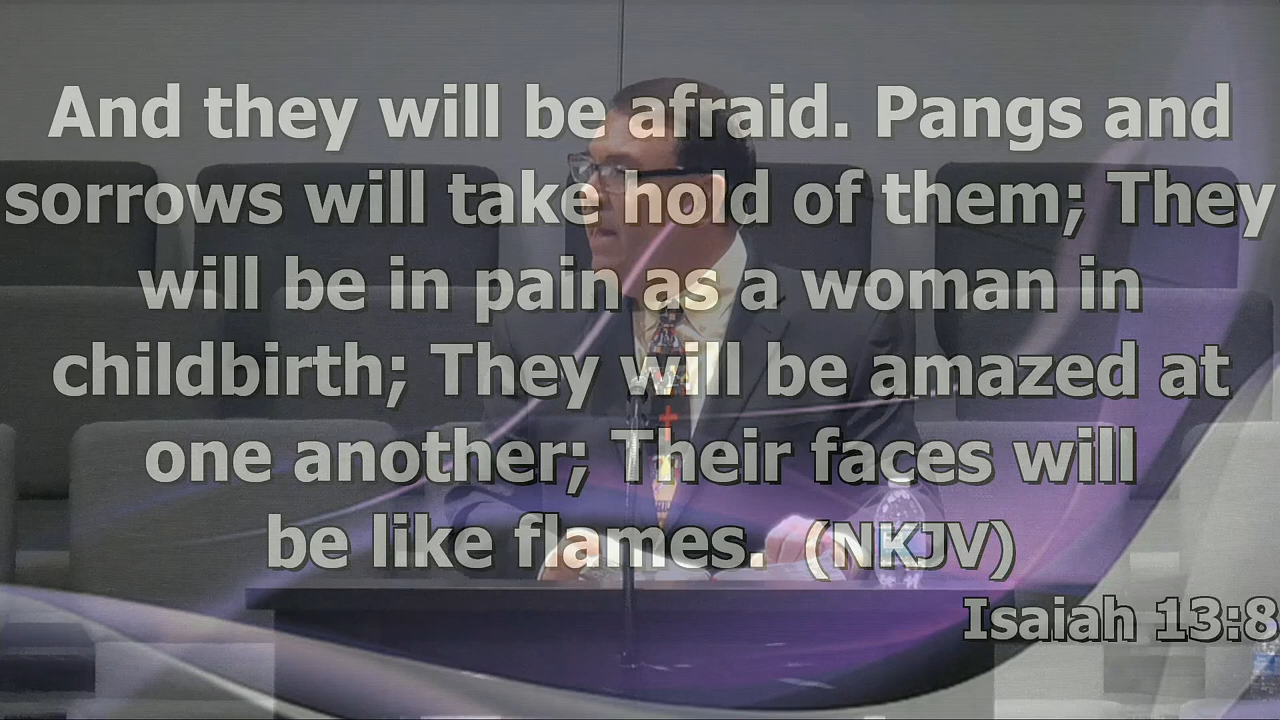 And they will be afraid. Pangs and
sorrows will take hold of them; They
will be in pain as a woman in
childbirth; They will be amazed at
one another; Their faces will
be like flames. (NKJV)
Isaiah 13:8